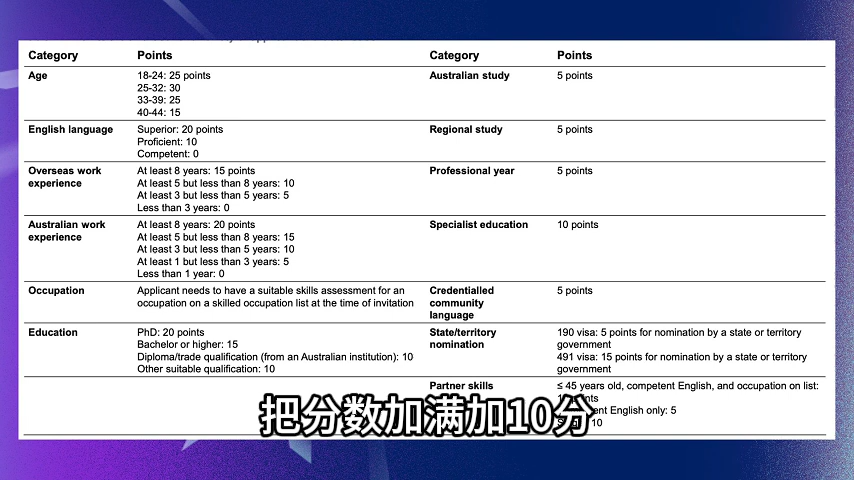 Category Points Category Points
Age 18-24: 25 points Australian study 5 points
25-32: 30
33-39: 25
40-44: 15
English language Superior: 20 points Regional study 5 points
Proficient: 10
Competent: 0
Overseas work At least 8 years: 15 points Professional year 5 points
experience At least 5 but less than 8 years: 10
At least 3 but less than 5 years: 5
Less than 3 years: 0
Australian work At least 8 years: 20 points Specialist education 10 points
experience At least 5 but less than 8 years: 15
At least 3 but less than 5 years: 10
At least 1 but less than 3 years: 5
Less than 1 year: 0
Occupation Applicant needs to have a suitable skills assessment for an Credentialled 5 points
occupation on a skilled occupation list at the time of invitation community
language
Education PhD: 20 points State/territory 190 visa: 5 points for nomination by a state or territory
Bachelor or higher: 15 nomination government
Diploma/trade qualification (from an Australian institution): 10 491 visa: 15 points for nomination by a state or territory
Other suitable qualification: 10 government
Partner skills ≤ 45 years old, competent English, and occupation on list:
English only: 5
10
把分数加满加10分